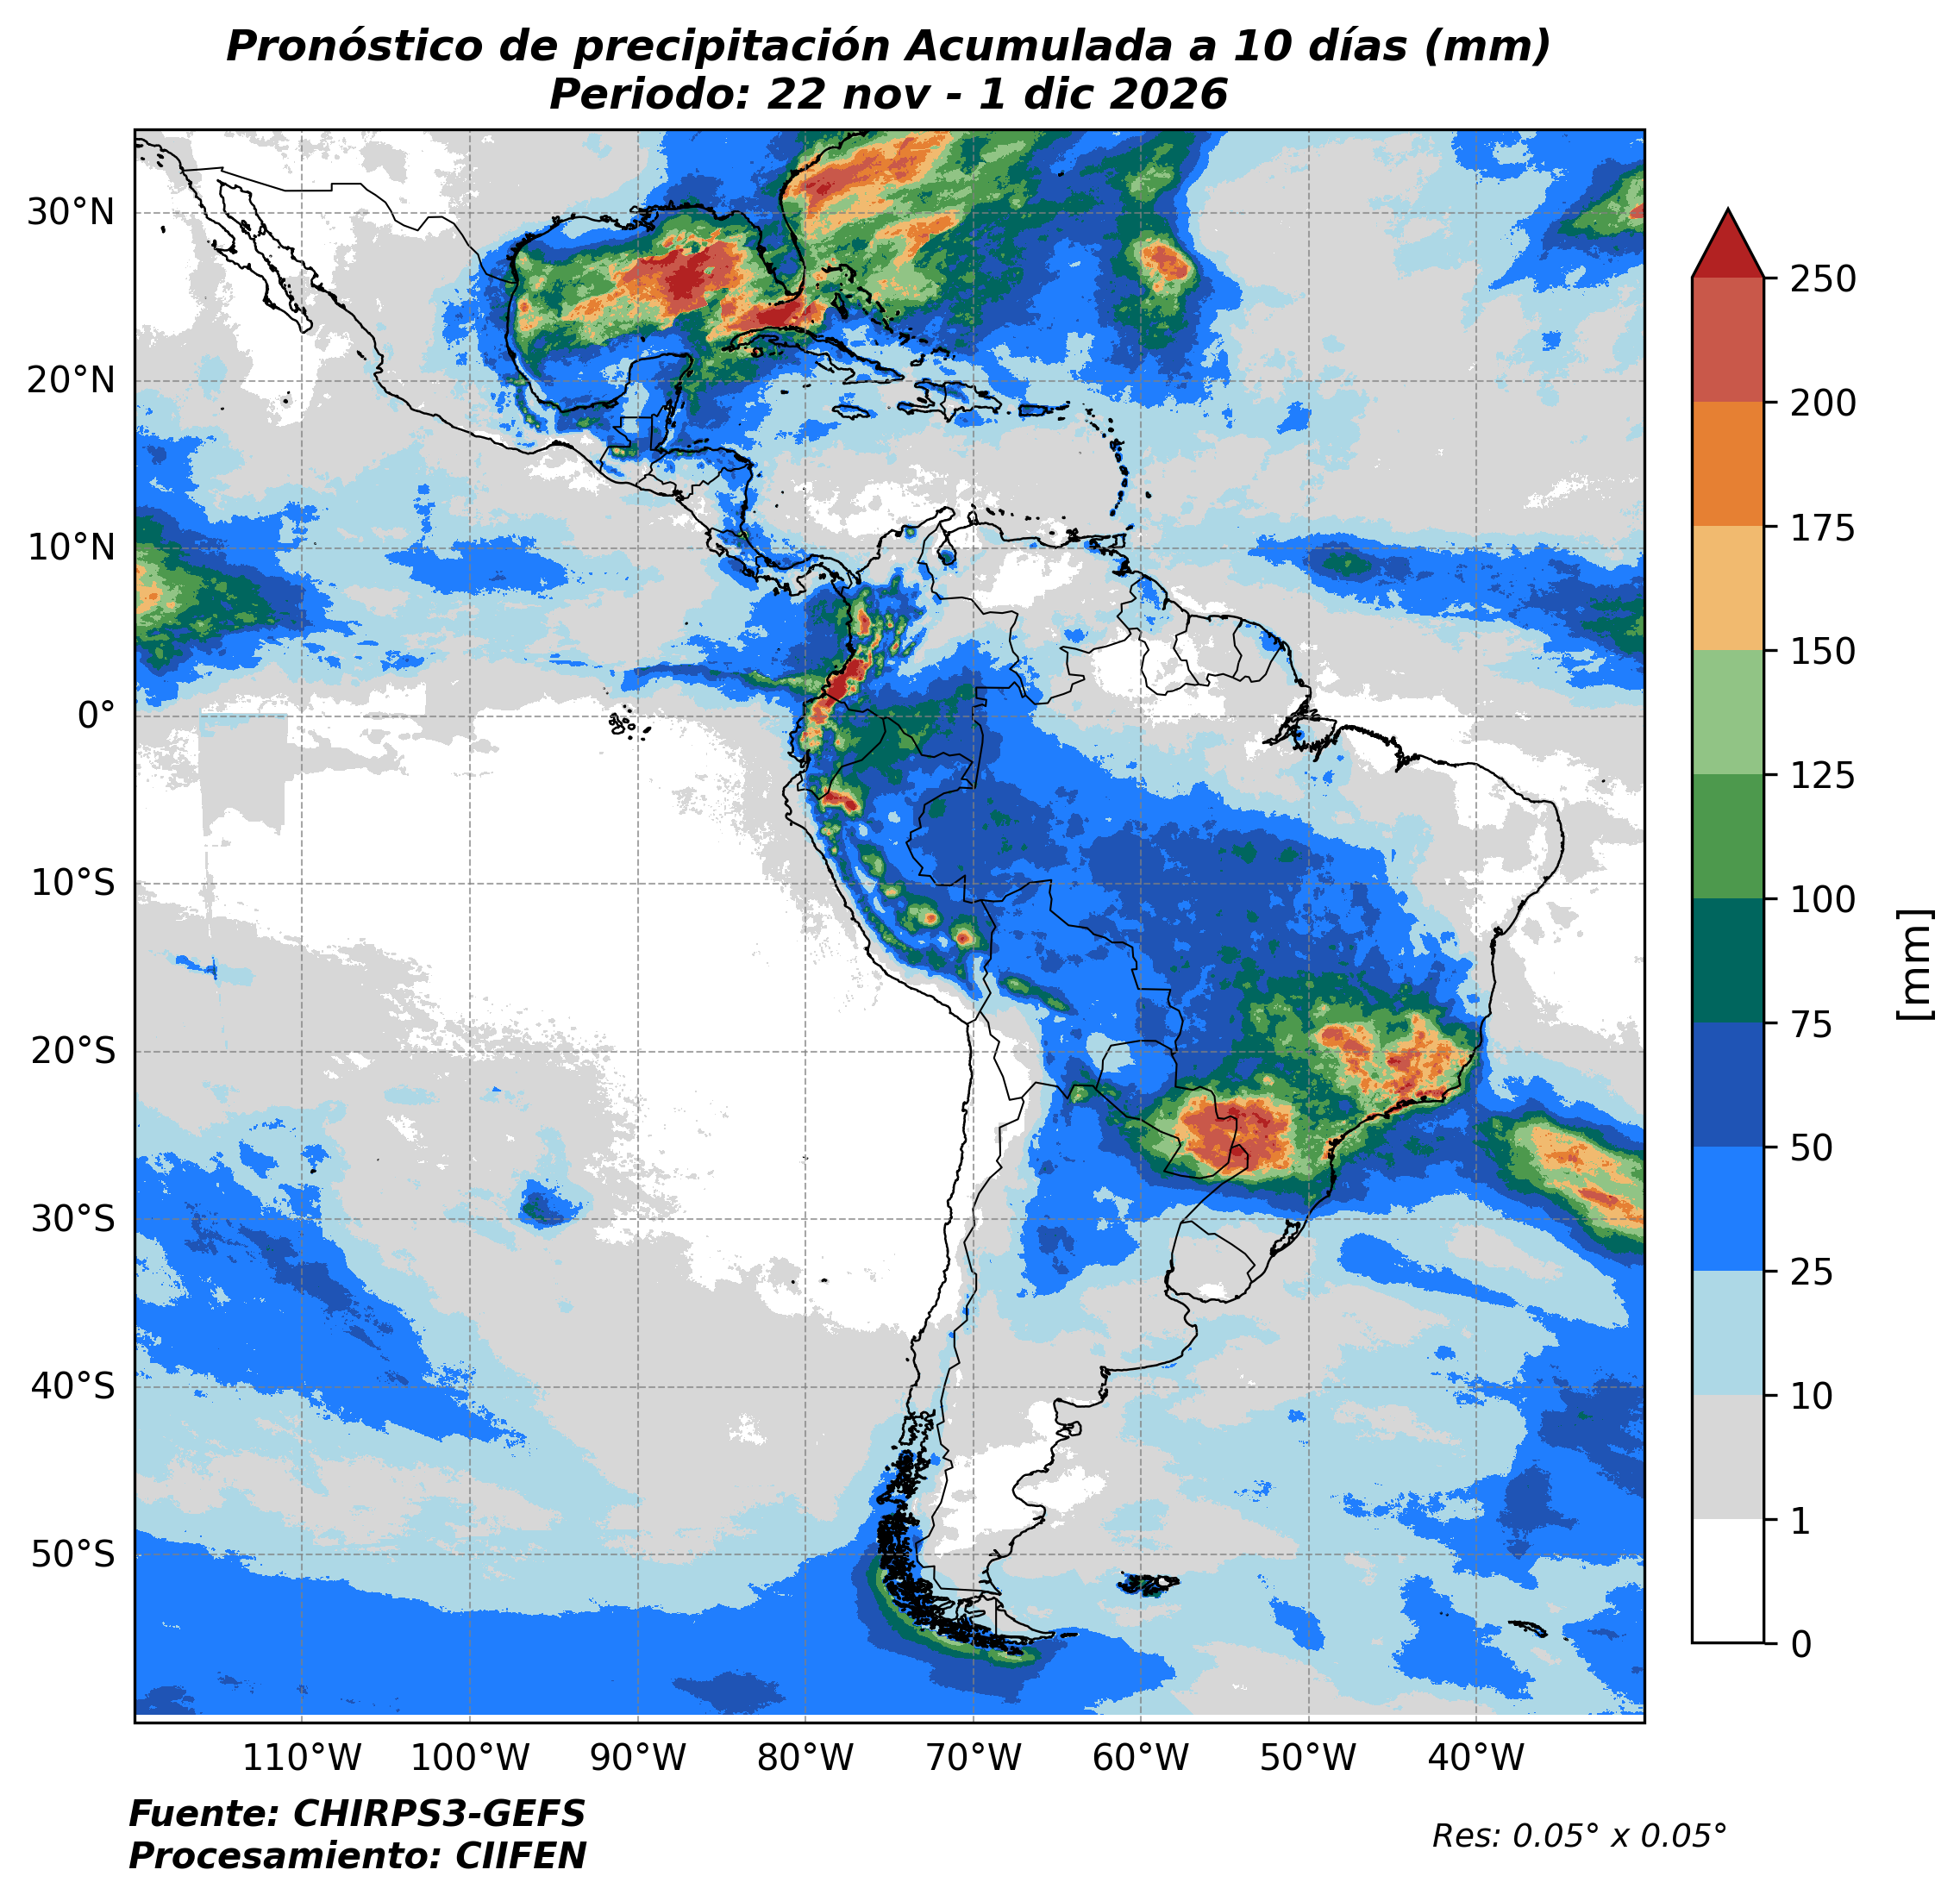 Pronóstico de precipitación Acumulada a 10 días (mm)
Periodo: 22 nov - 1 dic 2026
30°N
20°N
10°N
0°
10°S
20°S
30°S
40°S
50°S
110°W
100°W
90°W
80°W
70°W
60°W
50°W
40°W
250
200
175
150
125
100
75
50
25
10
1
0
[mm]
Fuente: CHIRPS3-GEFS
Procesamiento: CIIFEN
Res: 0.05° x 0.05°